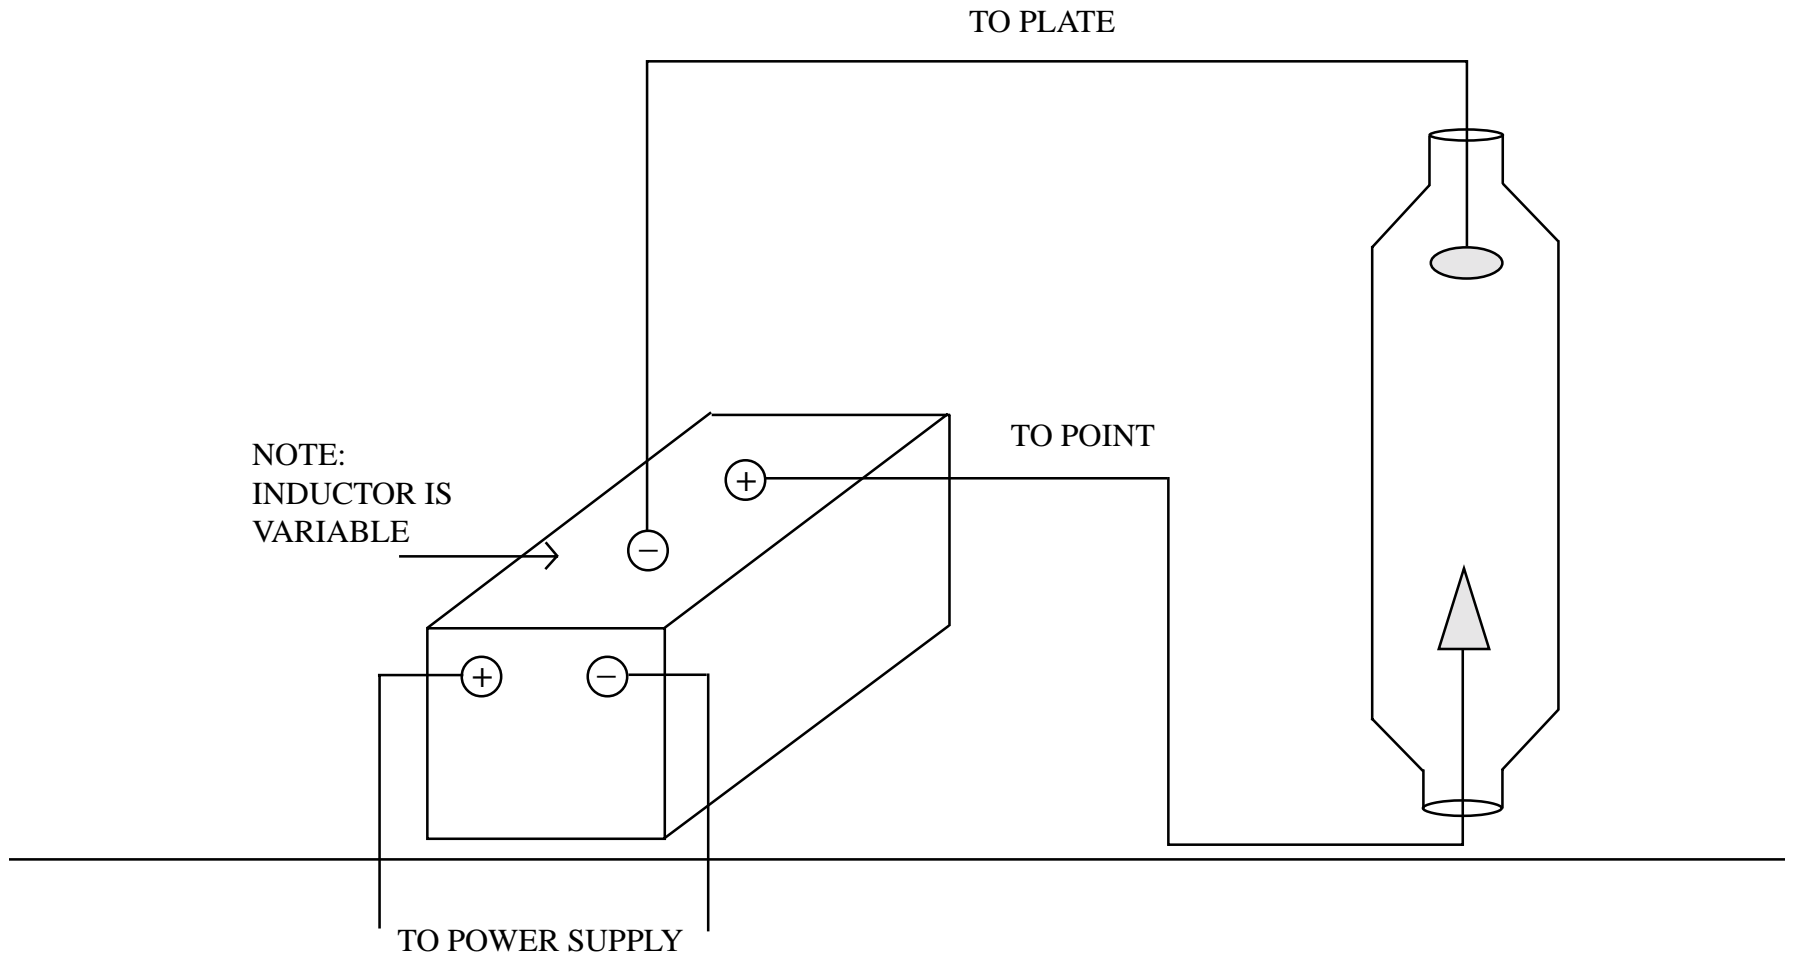 TO PLATE
TO POINT
NOTE:
INDUCTOR IS
VARIABLE
+
−
+
−
TO POWER SUPPLY